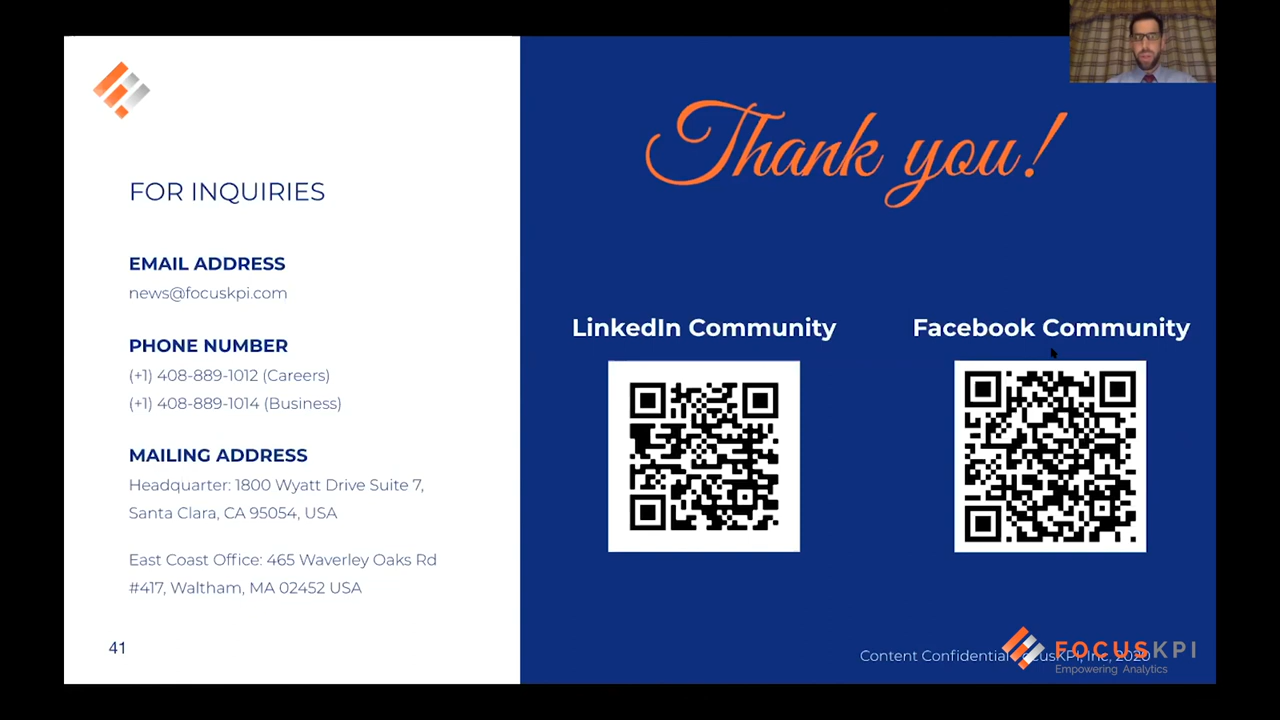 FOR INQUIRIES
EMAIL ADDRESS
news@focuskpi.com
PHONE NUMBER
(+1) 408-889-1012 (Careers)
(+1) 408-889-1014 (Business)
MAILING ADDRESS
Headquarter: 1800 Wyatt Drive Suite 7,
Santa Clara, CA 95054, USA
East Coast Office: 465 Waverley Oaks Rd
#417, Waltham, MA 02452 USA
41
Thank you!
LinkedIn Community
Facebook Community
Content Confidential FocusKPI, Inc, 2020
FOCUSKPI
Empowering Analytics